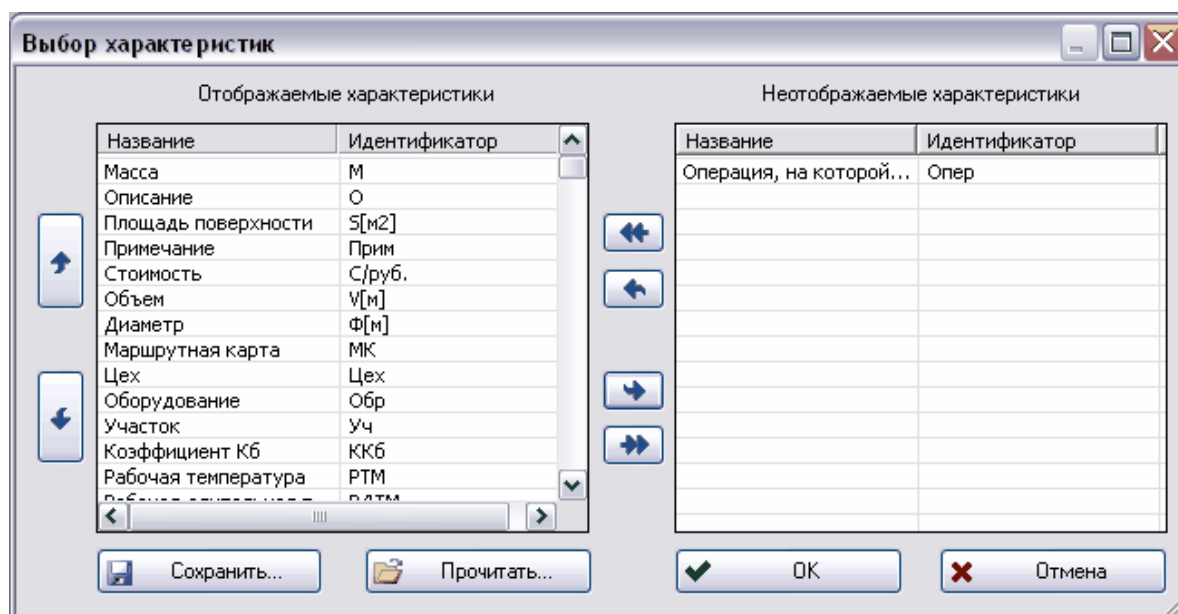 Выбор характеристик
Отображаемые характеристики
Неотображаемые характеристики
Название Идентификатор
Название Идентификатор
Масса М
Операция, на которой... Опер
Описание О
Площадь поверхности S[м2]
Примечание Прим
Стоимость С/руб.
Объем V[м]
Диаметр Ф[м]
Маршрутная карта МК
Цех Цех
Оборудование Обр
Участок Уч
Коэффициент Кб ККб
Рабочая температура РТМ
Сохранить... Прочитать... OK Отмена